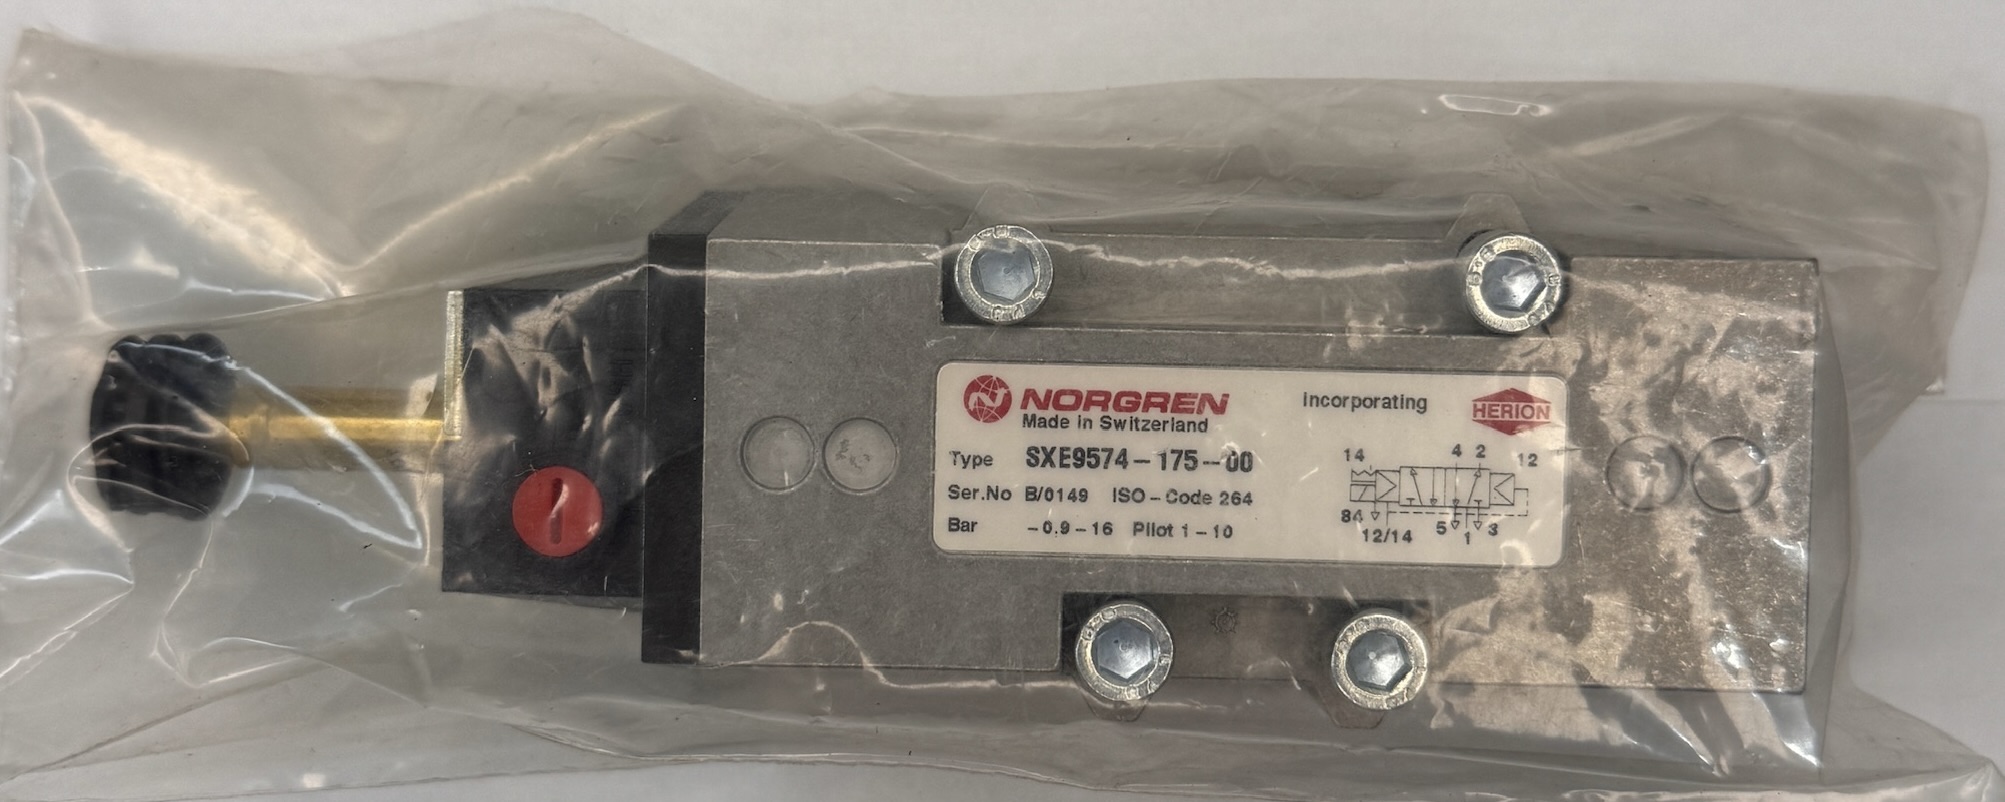 NORGREN
Made in Switzerland
Incorporating
HERION
Type SXE9574-175-00
Ser.No B/0149 ISO-Code 264
Bar -0.9-16 Pilot 1-10
14 4 2 12
84 12/14 5 1 3